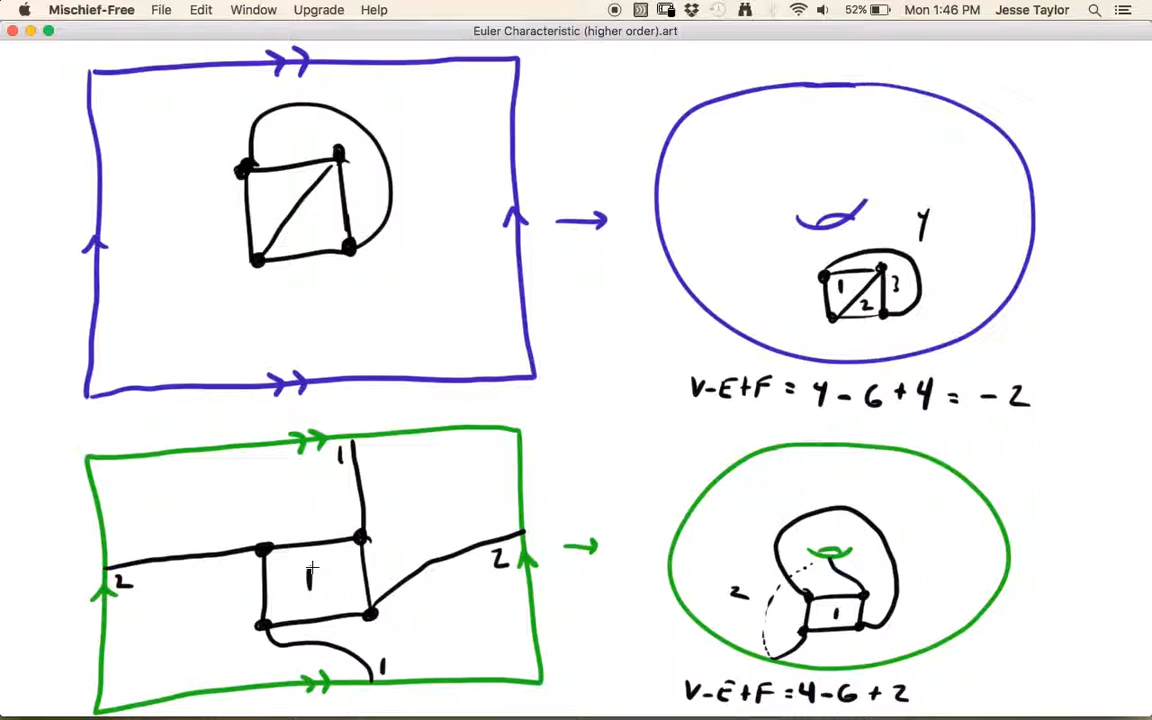 Mischief-Free File Edit Window Upgrade Help 52% Mon 1:46 PM Jesse Taylor
Euler Characteristic (higher order).art
4
1
3
2
V-E+F = 4-6+4 = -2
1
2
1
2
1
2
1
V-E+F=4-6+2